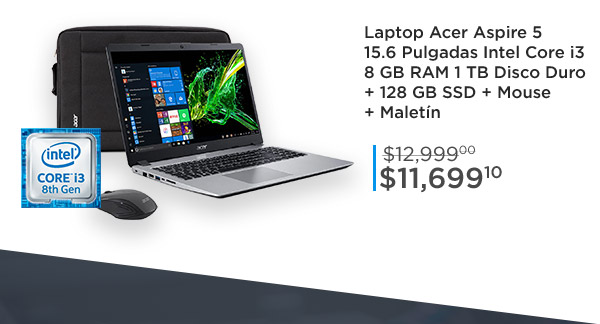 Laptop Acer Aspire 5
15.6 Pulgadas Intel Core i3
8 GB RAM 1 TB Disco Duro
+ 128 GB SSD + Mouse
+ Maletín
$12,999⁰⁰
$11,699¹⁰
acer
acer
intel
CORE i3
8th Gen